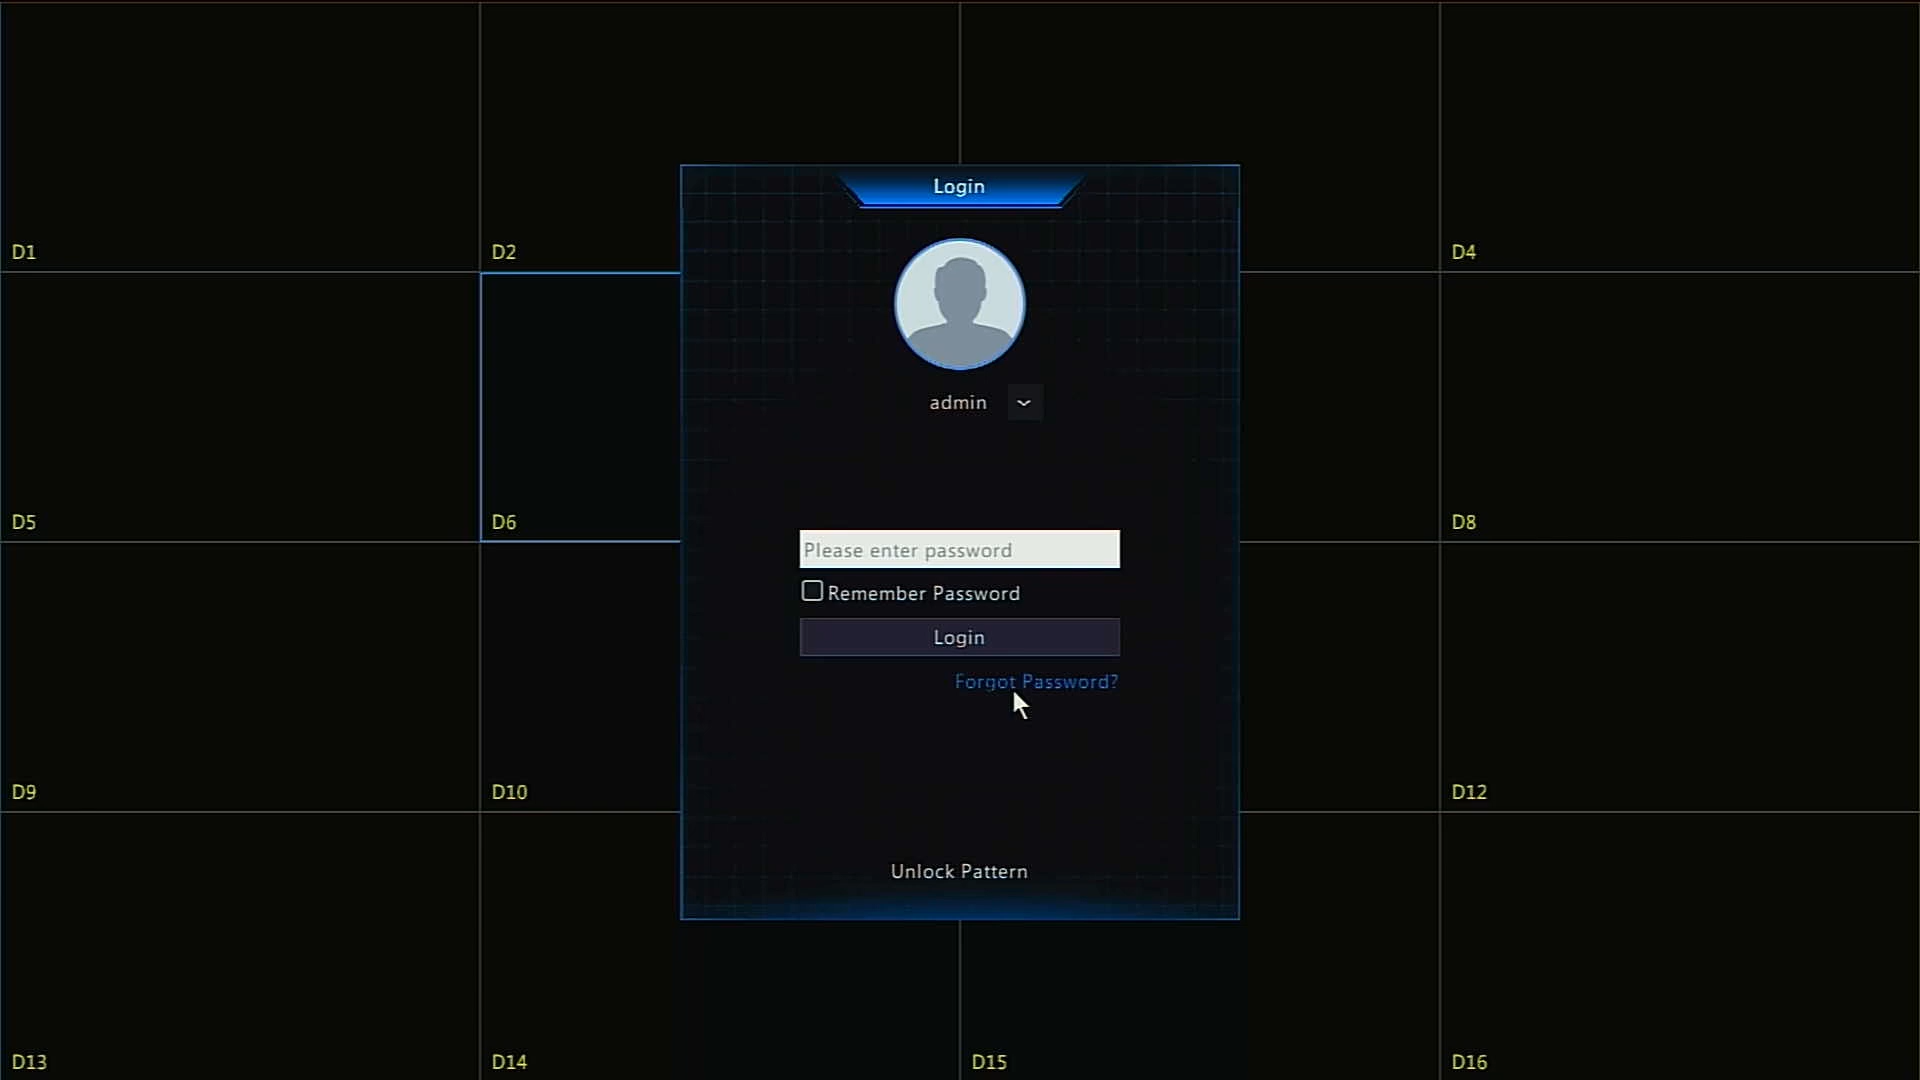 Login
D1
D2
D4
admin
D5
D6
D8
Please enter password
Remember Password
Login
Forgot Password?
D9
D10
D12
Unlock Pattern
D13
D14
D15
D16